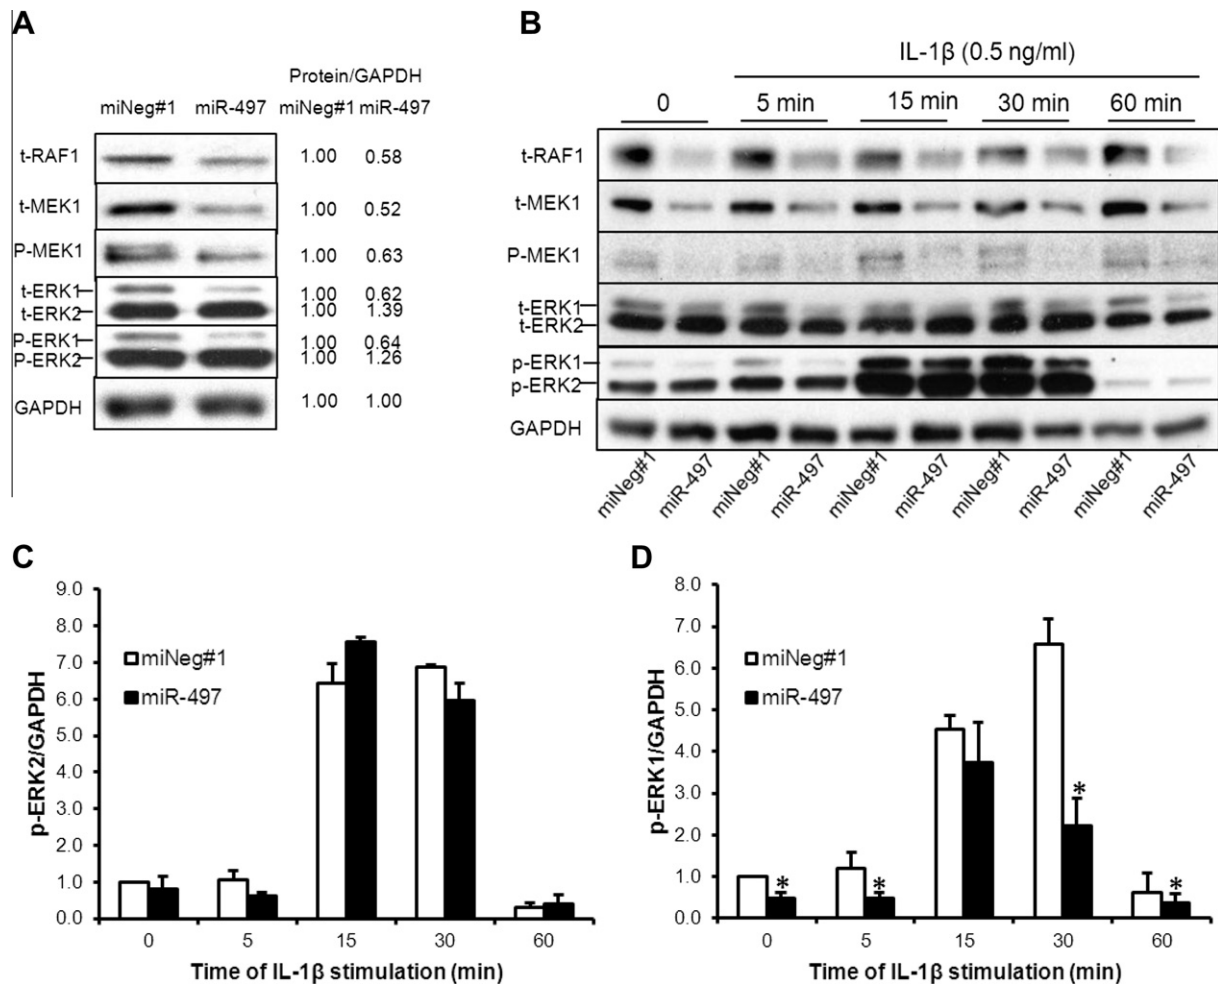 A
Protein/GAPDH
miNeg#1 miR-497 miNeg#1 miR-497
t-RAF1 1.00 0.58
t-MEK1 1.00 0.52
P-MEK1 1.00 0.63
t-ERK1 1.00 0.62
t-ERK2 1.00 1.39
P-ERK1 1.00 0.64
P-ERK2 1.00 1.26
GAPDH 1.00 1.00
B
IL-1β (0.5 ng/ml)
0 5 min 15 min 30 min 60 min
t-RAF1
t-MEK1
P-MEK1
t-ERK1
t-ERK2
p-ERK1
p-ERK2
GAPDH
miNeg#1 miR-497 miNeg#1 miR-497 miNeg#1 miR-497 miNeg#1 miR-497 miNeg#1 miR-497
C
p-ERK2/GAPDH
9.0
8.0
7.0
6.0
5.0
4.0
3.0
2.0
1.0
0.0
miNeg#1
miR-497
0 5 15 30 60
Time of IL-1β stimulation (min)
D
p-ERK1/GAPDH
8.0
7.0
6.0
5.0
4.0
3.0
2.0
1.0
0.0
miNeg#1
miR-497
* * * *
0 5 15 30 60
Time of IL-1β stimulation (min)